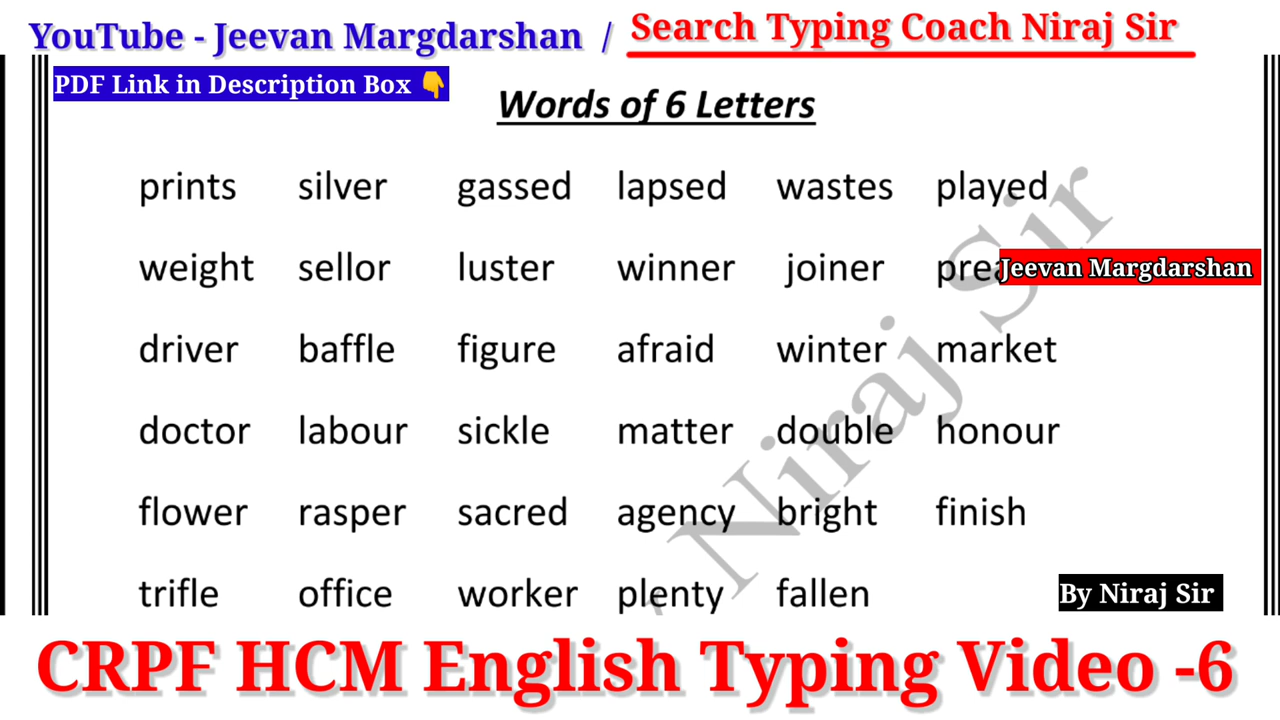 YouTube - Jeevan Margdarshan / Search Typing Coach Niraj Sir
PDF Link in Description Box 👇
Words of 6 Letters
prints silver gassed lapsed wastes played
weight sellor luster winner joiner
Jeevan Margdarshan
driver baffle figure afraid winter market
doctor labour sickle matter double honour
flower rasper sacred agency bright finish
trifle office worker plenty fallen
Niraj Sir
By Niraj Sir
CRPF HCM English Typing Video -6